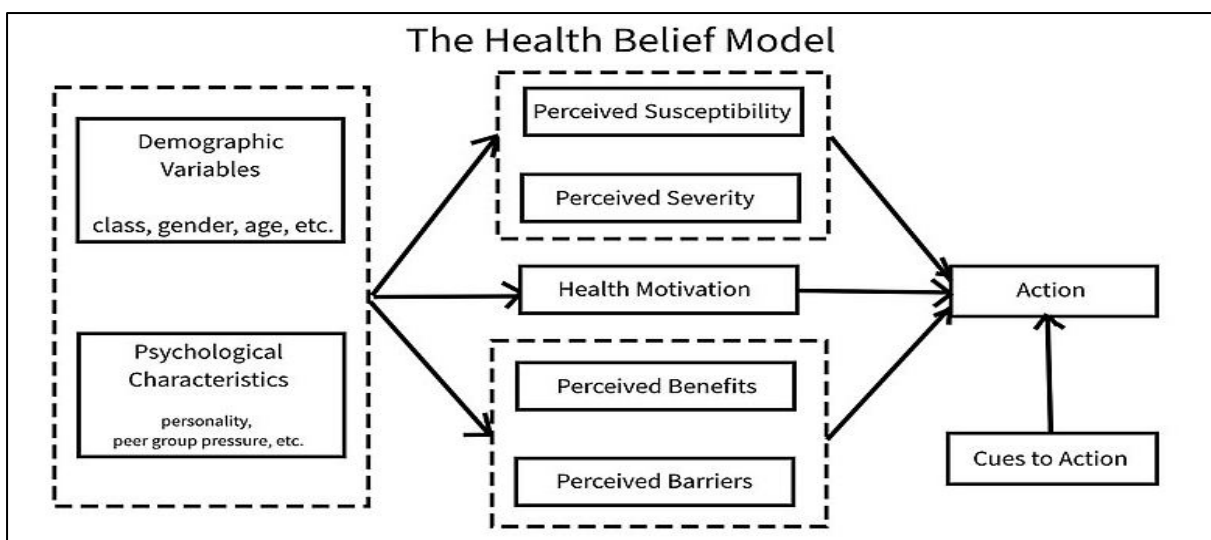 The Health Belief Model
Demographic
Variables
class, gender, age, etc.
Psychological
Characteristics
personality,
peer group pressure, etc.
Perceived Susceptibility
Perceived Severity
Health Motivation
Perceived Benefits
Perceived Barriers
Action
Cues to Action